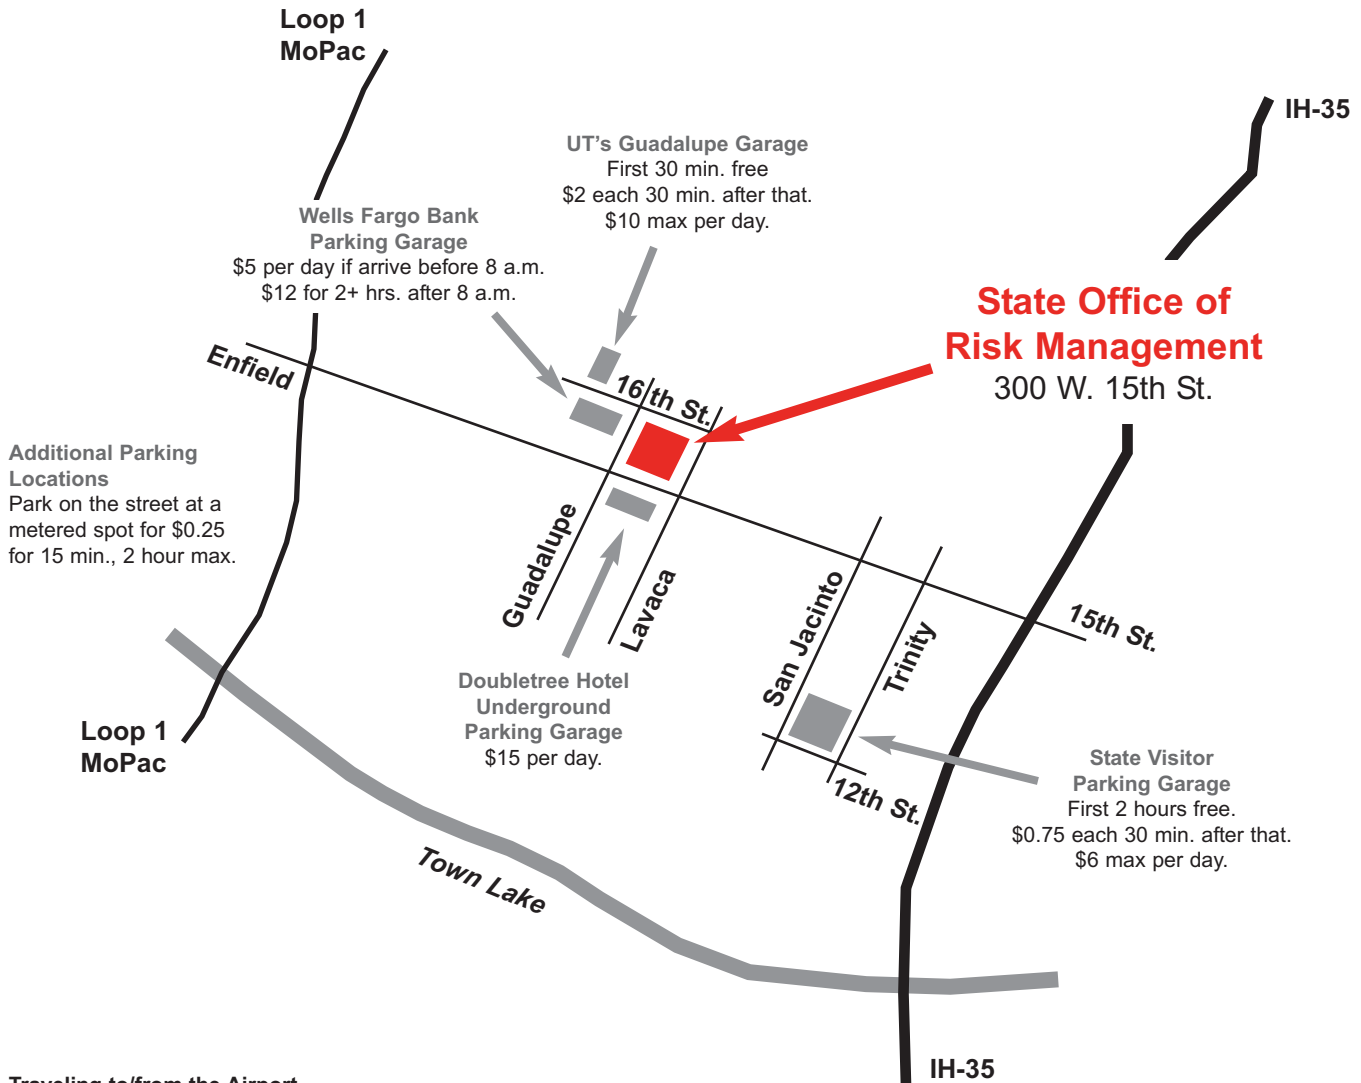 Loop 1
MoPac
IH-35
UT's Guadalupe Garage
First 30 min. free
$2 each 30 min. after that.
$10 max per day.
Wells Fargo Bank
Parking Garage
$5 per day if arrive before 8 a.m.
$12 for 2+ hrs. after 8 a.m.
State Office of
Risk Management
300 W. 15th St.
Enfield
16th St.
Additional Parking
Locations
Park on the street at a
metered spot for $0.25
for 15 min., 2 hour max.
Guadalupe
Lavaca
San Jacinto
Trinity
15th St.
Doubletree Hotel
Underground
Parking Garage
$15 per day.
Loop 1
MoPac
12th St.
State Visitor
Parking Garage
First 2 hours free.
$0.75 each 30 min. after that.
$6 max per day.
Town Lake
IH-35
Traveling to/from the Airport